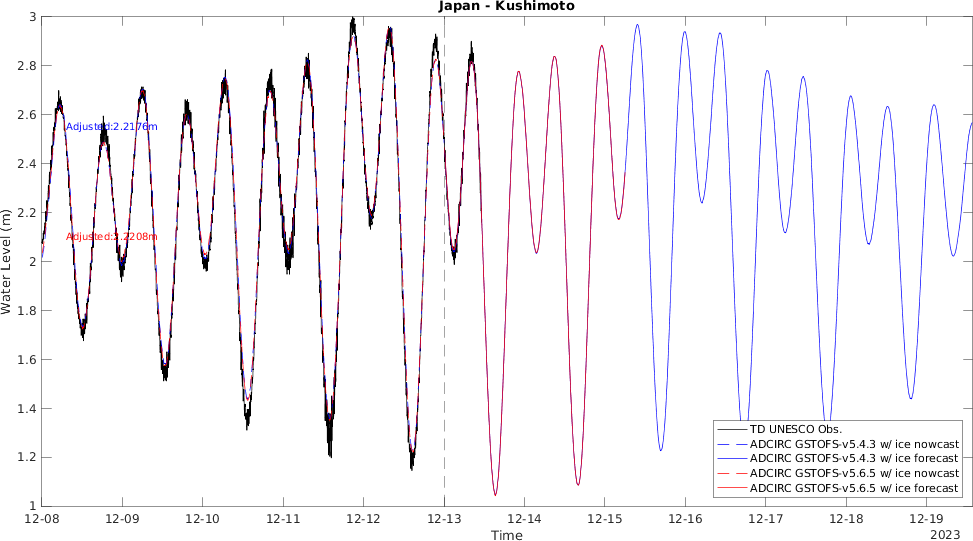 Japan - Kushimoto
Water Level (m)
3
2.8
2.6
2.4
2.2
2
1.8
1.6
1.4
1.2
1
Adjusted:2.2176m
Adjusted:2.2208m
TD UNESCO Obs.
ADCIRC GSTOFS-v5.4.3 w/ ice nowcast
ADCIRC GSTOFS-v5.4.3 w/ ice forecast
ADCIRC GSTOFS-v5.6.5 w/ ice nowcast
ADCIRC GSTOFS-v5.6.5 w/ ice forecast
12-08 12-09 12-10 12-11 12-12 12-13 12-14 12-15 12-16 12-17 12-18 12-19
Time
2023